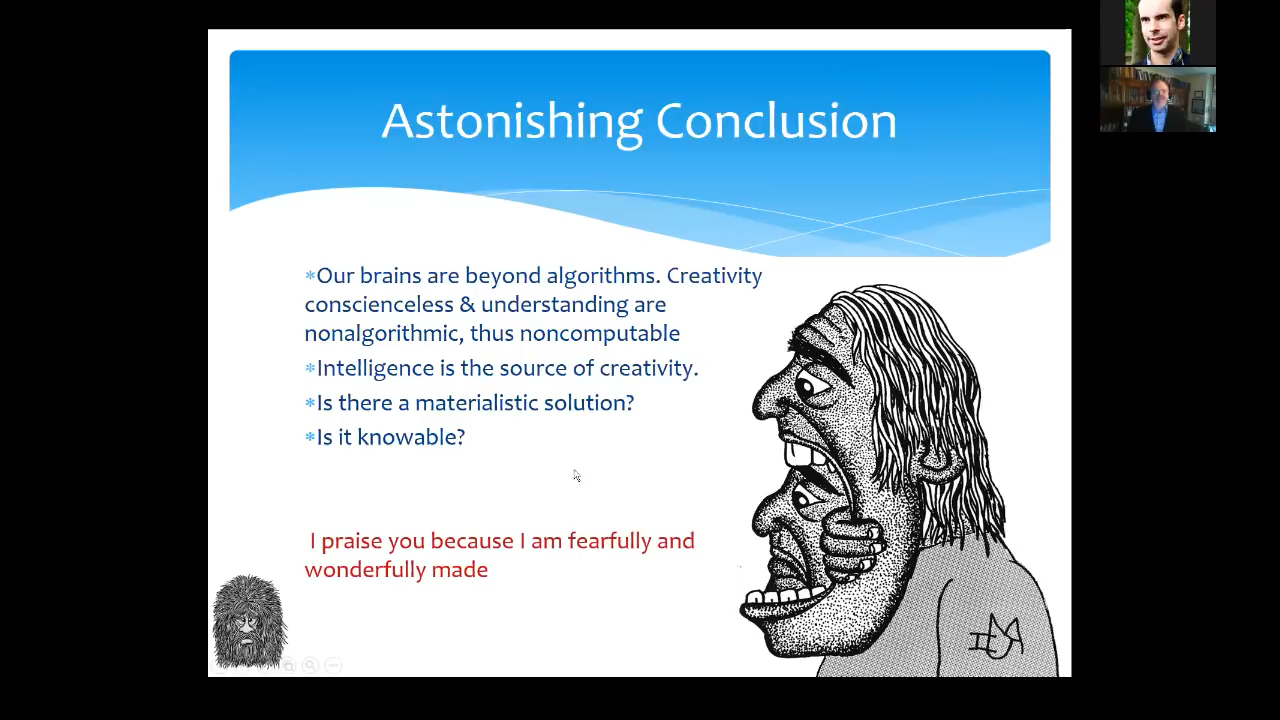 Astonishing Conclusion
*Our brains are beyond algorithms. Creativity
conscienceless & understanding are
nonalgorithmic, thus noncomputable
*Intelligence is the source of creativity.
*Is there a materialistic solution?
*Is it knowable?
I praise you because I am fearfully and
wonderfully made